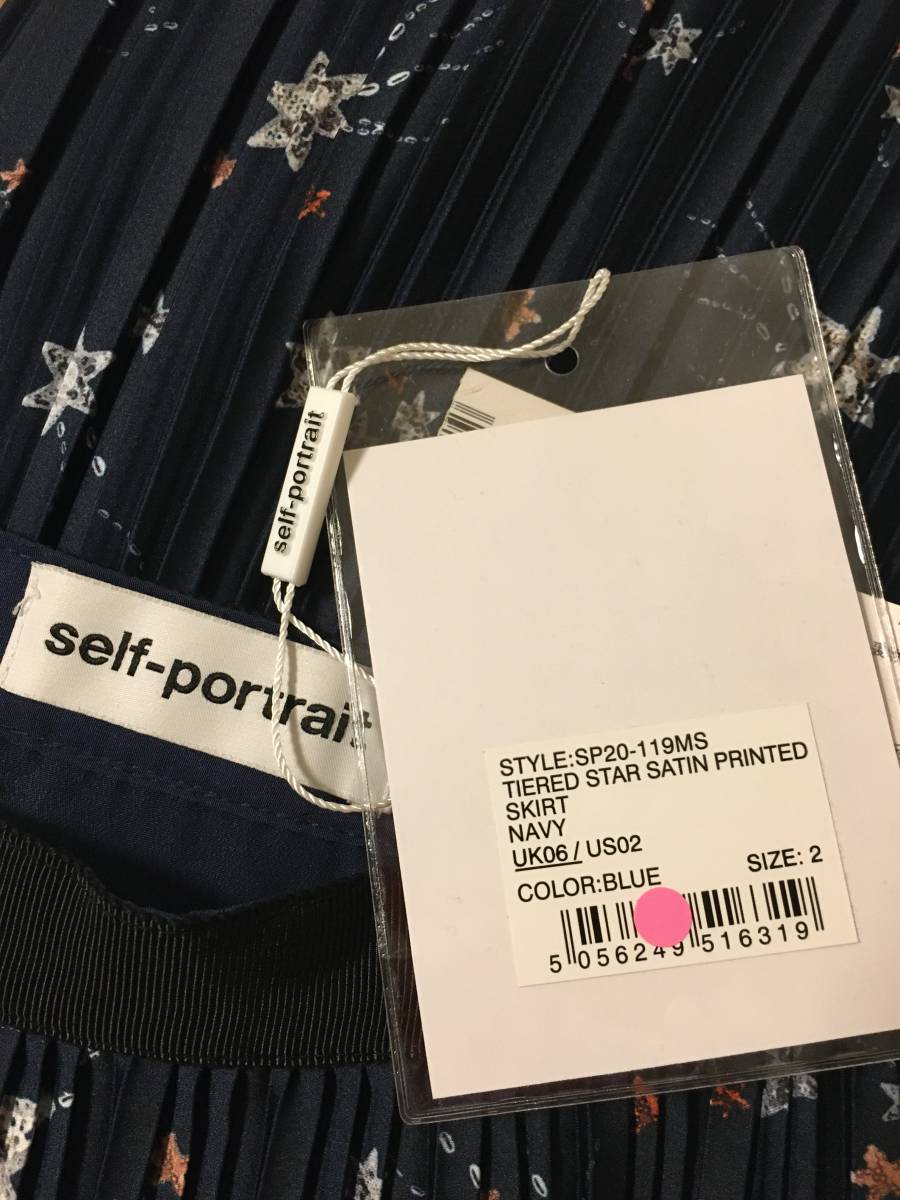 self-portrait
self-portrait
STYLE:SP20-119MS
TIERED STAR SATIN PRINTED
SKIRT
NAVY
UK06 / US02
COLOR:BLUE SIZE: 2
5 056249 516319